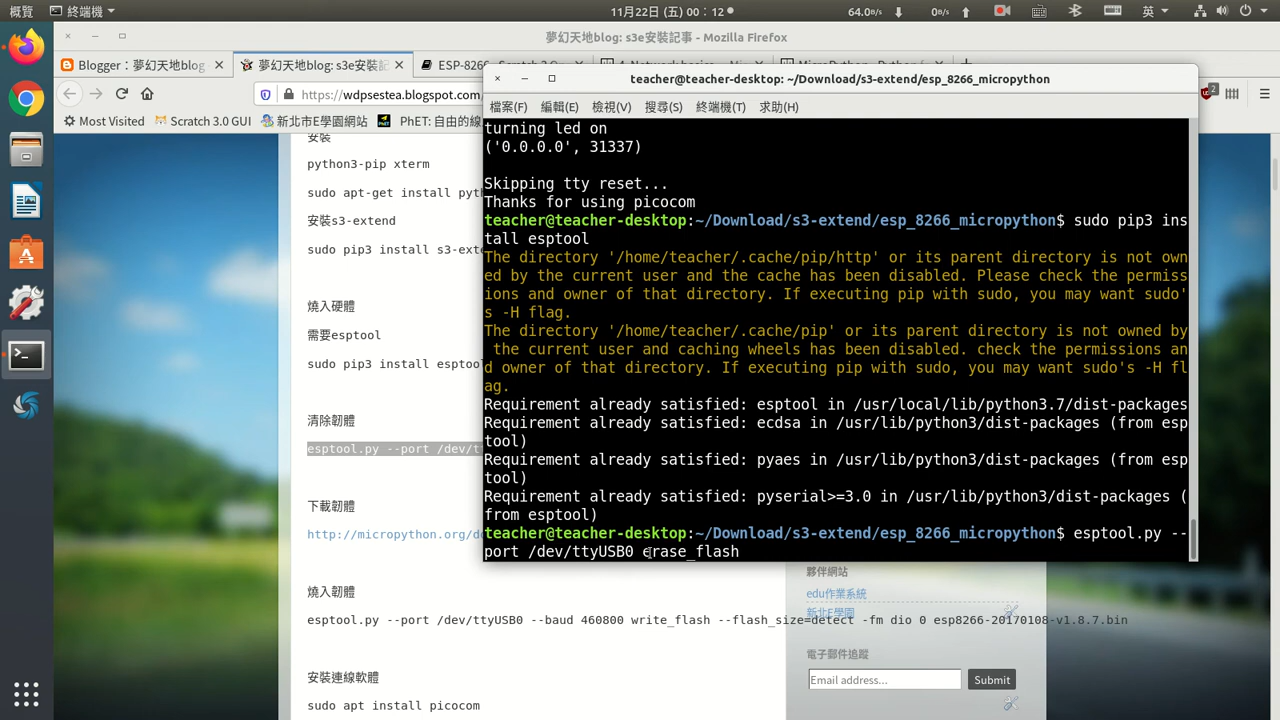 概覽
終端機
11月22日 (五) 00：12
64.0B/s
0B/s
英
夢幻天地blog: s3e安裝記事 - Mozilla Firefox
Blogger：夢幻天地blog
夢幻天地blog: s3e安裝記
https://wdpsestea.blogspot.com
Most Visited
Scratch 3.0 GUI
新北市E學園網站
PhET: 自由的線
teacher@teacher-desktop: ~/Download/s3-extend/esp_8266_micropython
檔案(F)
編輯(E)
檢視(V)
搜尋(S)
終端機(T)
求助(H)
turning led on
('0.0.0.0', 31337)
Skipping tty reset...
Thanks for using picocom
teacher@teacher-desktop:~/Download/s3-extend/esp_8266_micropython$ sudo pip3 ins
tall esptool
The directory '/home/teacher/.cache/pip/http' or its parent directory is not own
ed by the current user and the cache has been disabled. Please check the permiss
ions and owner of that directory. If executing pip with sudo, you may want sudo'
s -H flag.
The directory '/home/teacher/.cache/pip' or its parent directory is not owned by
the current user and caching wheels has been disabled. check the permissions an
d owner of that directory. If executing pip with sudo, you may want sudo's -H fl
ag.
Requirement already satisfied: esptool in /usr/local/lib/python3.7/dist-packages
Requirement already satisfied: ecdsa in /usr/lib/python3/dist-packages (from esp
tool)
Requirement already satisfied: pyaes in /usr/lib/python3/dist-packages (from esp
tool)
Requirement already satisfied: pyserial>=3.0 in /usr/lib/python3/dist-packages (
from esptool)
teacher@teacher-desktop:~/Download/s3-extend/esp_8266_micropython$ esptool.py --
port /dev/ttyUSB0 erase_flash
安裝
python3-pip xterm
sudo apt-get install pyt
安裝s3-extend
sudo pip3 install s3-ext
燒入硬體
需要esptool
sudo pip3 install esptool
清除韌體
esptool.py --port /dev/tt
下載韌體
http://micropython.org/do
燒入韌體
esptool.py --port /dev/ttyUSB0 --baud 460800 write_flash --flash_size=detect -fm dio 0 esp8266-20170108-v1.8.7.bin
安裝連線軟體
sudo apt install picocom
夥伴網站
edu作業系統
新北E學園
電子郵件追蹤
Email address...
Submit
2